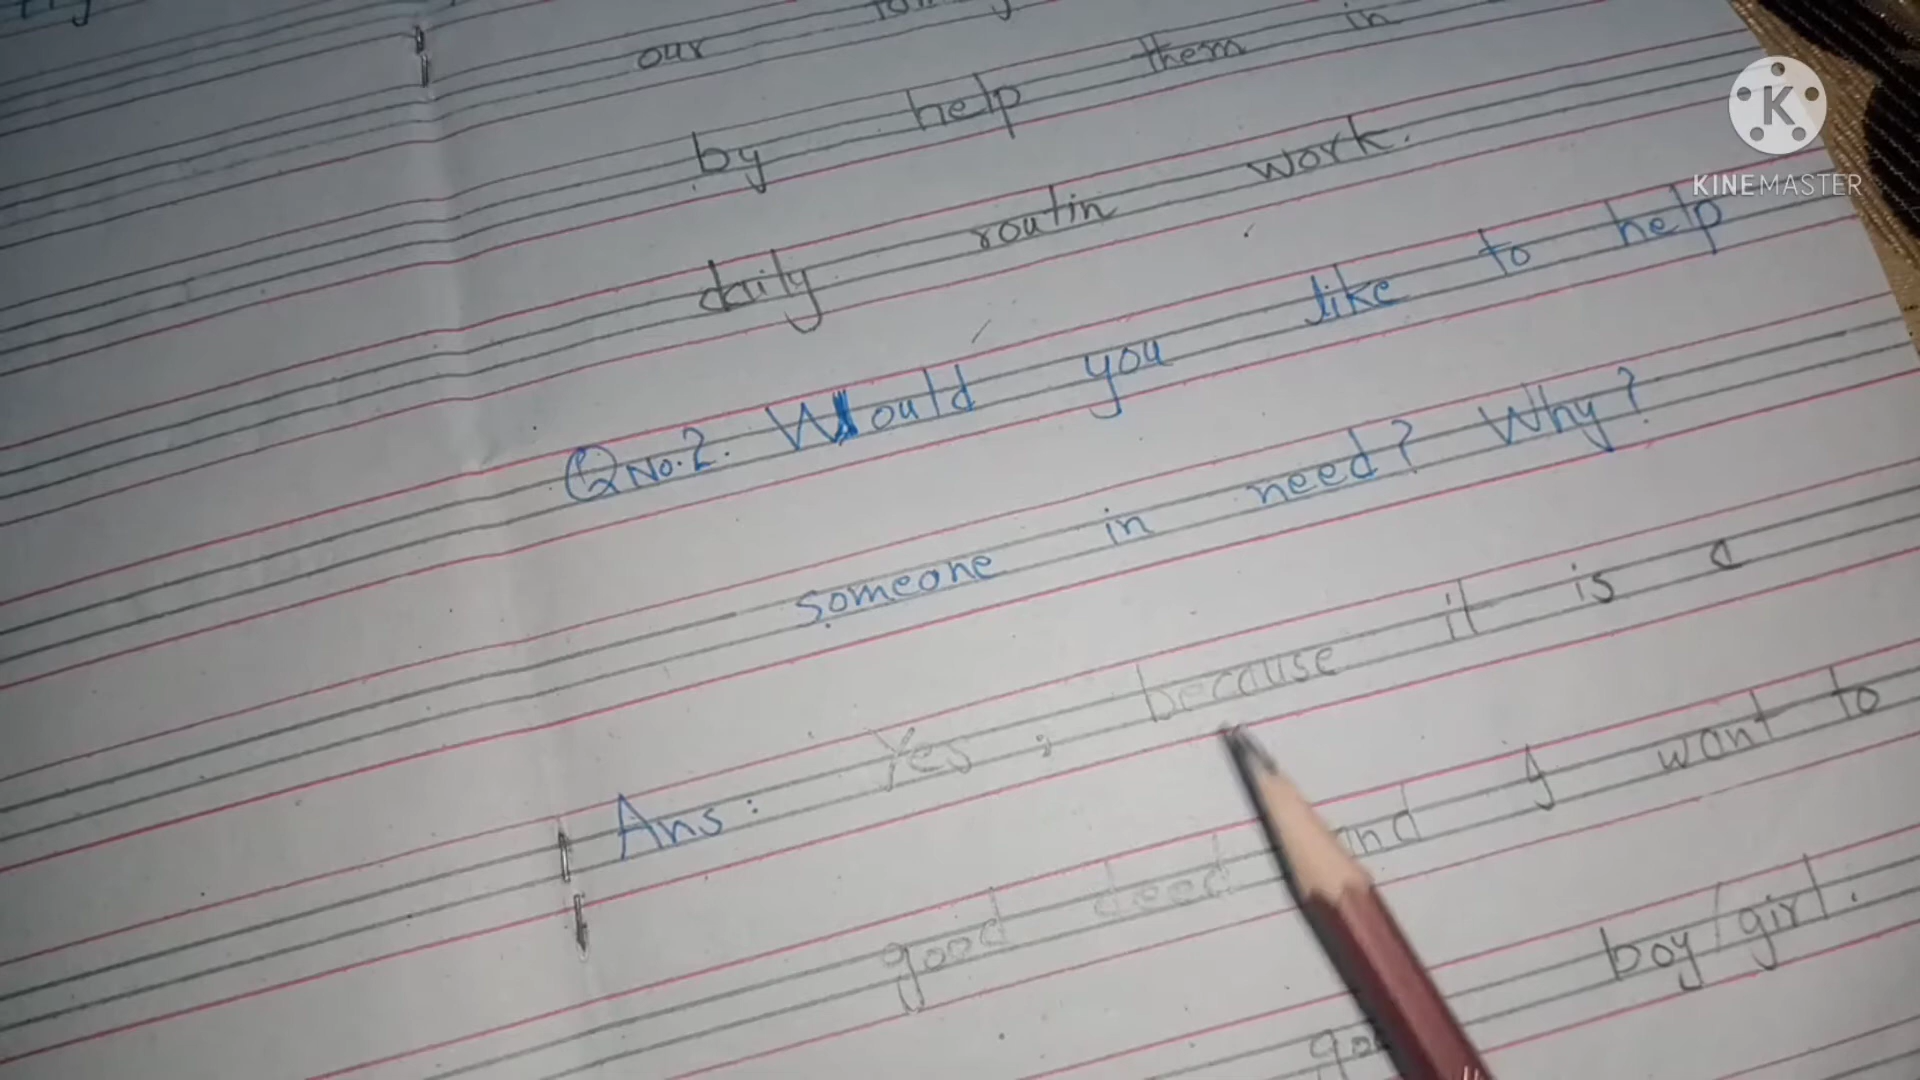 our
by help them in
daily routin work.
Q No.2. Would you like to help
someone in need? Why?
Ans: Yes, because it is a
good deed and I want to
boy/girl.
K
KINEMASTER